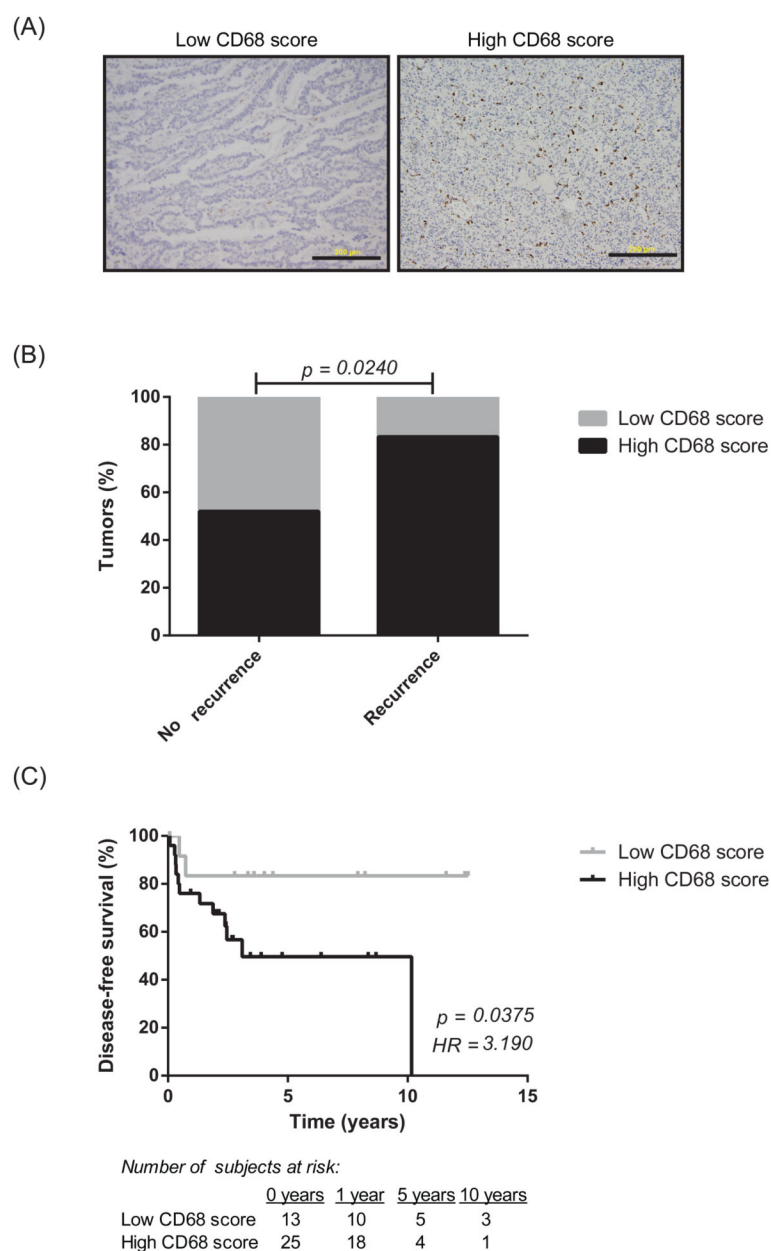 (A)
Low CD68 score
High CD68 score
200 µm
(B)
p = 0.0240
100
80
60
40
20
0
Tumors (%)
No recurrence
Recurrence
Low CD68 score
High CD68 score
(C)
100
80
60
40
20
0
Disease-free survival (%)
0 5 10 15
Time (years)
p = 0.0375
HR = 3.190
Low CD68 score
High CD68 score
Number of subjects at risk:
0 years 1 year 5 years 10 years
Low CD68 score 13 10 5 3
High CD68 score 25 18 4 1